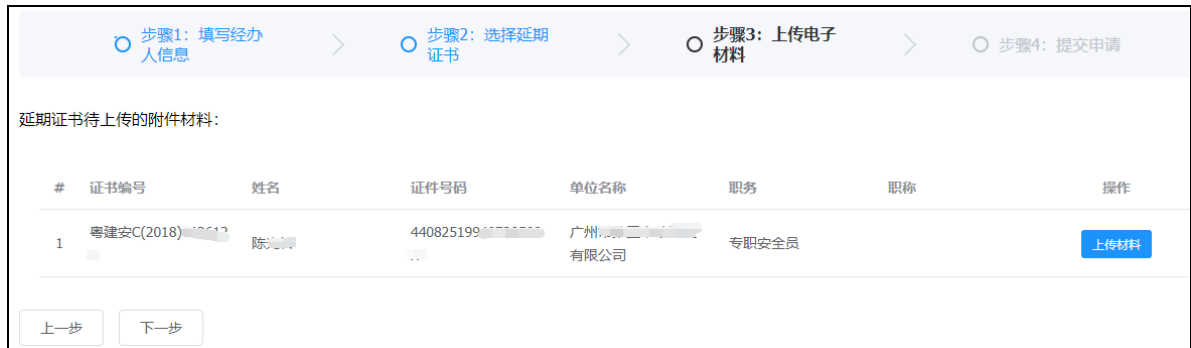 步骤1：填写经办
人信息
步骤2：选择延期
证书
步骤3：上传电子
材料
步骤4：提交申请
延期证书待上传的附件材料：
# 证书编号 姓名 证件号码 单位名称 职务 职称 操作
1 粤建安C(2018) 陈 440825199 广州 专职安全员 上传材料
有限公司
上一步 下一步